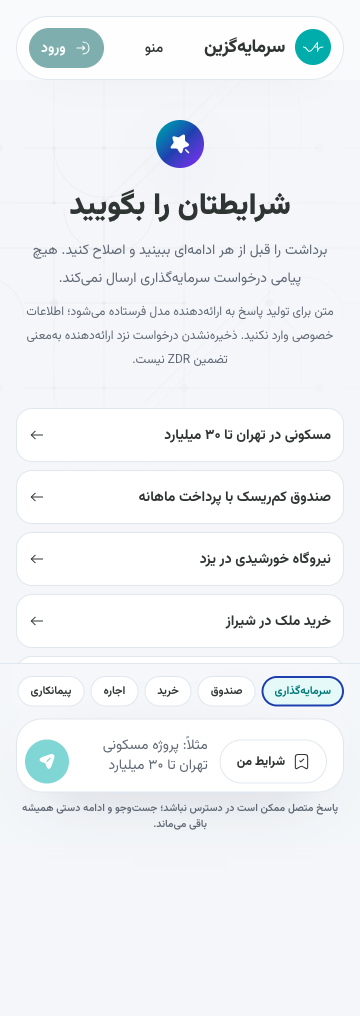 سرمایه‌گزین
منو
ورود
شرایطتان را بگویید
برداشت را قبل از هر ادامه‌ای ببینید و اصلاح کنید. هیچ
پیامی درخواست سرمایه‌گذاری ارسال نمی‌کند.
متن برای تولید پاسخ به ارائه‌دهنده مدل فرستاده می‌شود؛ اطلاعات
خصوصی وارد نکنید. ذخیره‌نشدن درخواست نزد ارائه‌دهنده به‌معنی
تضمین ZDR نیست.
مسکونی در تهران تا ۳۰ میلیارد
صندوق کم‌ریسک با پرداخت ماهانه
نیروگاه خورشیدی در یزد
خرید ملک در شیراز
سرمایه‌گذاری
صندوق
خرید
اجاره
پیمانکاری
شرایط من
مثلاً: پروژه مسکونی
تهران تا ۳۰ میلیارد
پاسخ متصل ممکن است در دسترس نباشد؛ جست‌وجو و ادامه دستی همیشه
باقی می‌ماند.